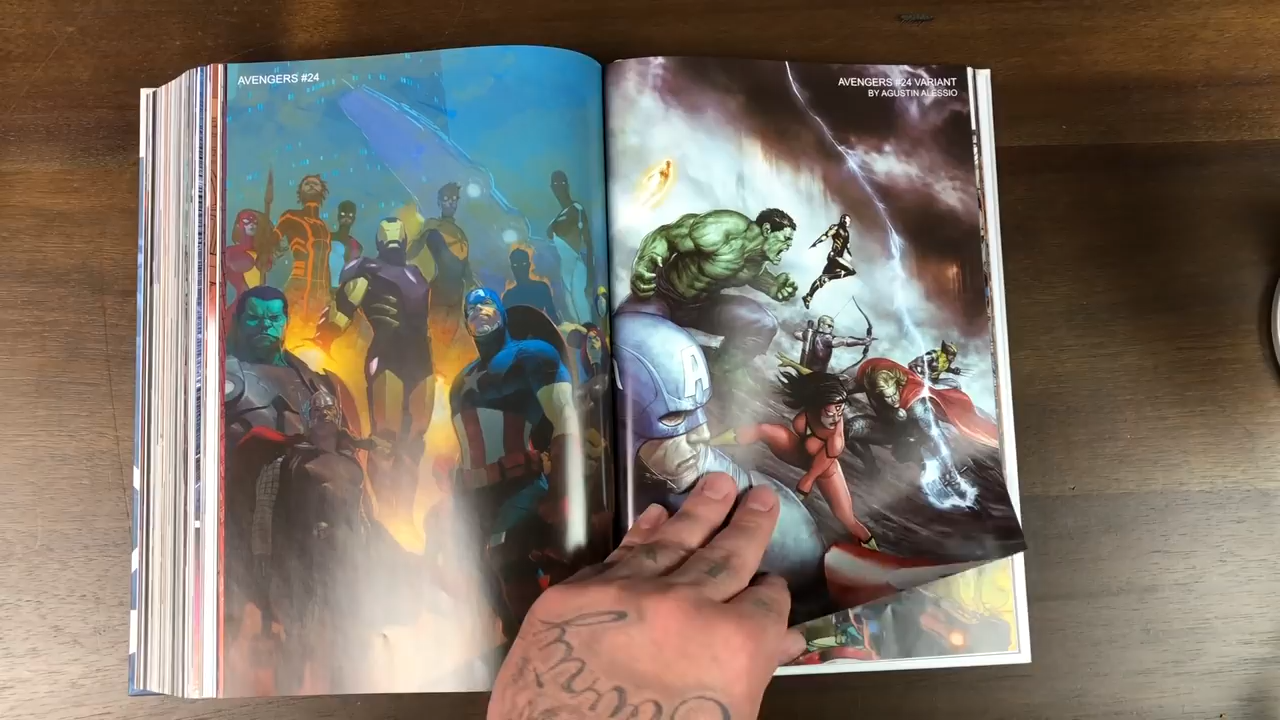 AVENGERS #24
AVENGERS #24 VARIANT
BY AGUSTIN ALESSIO
A